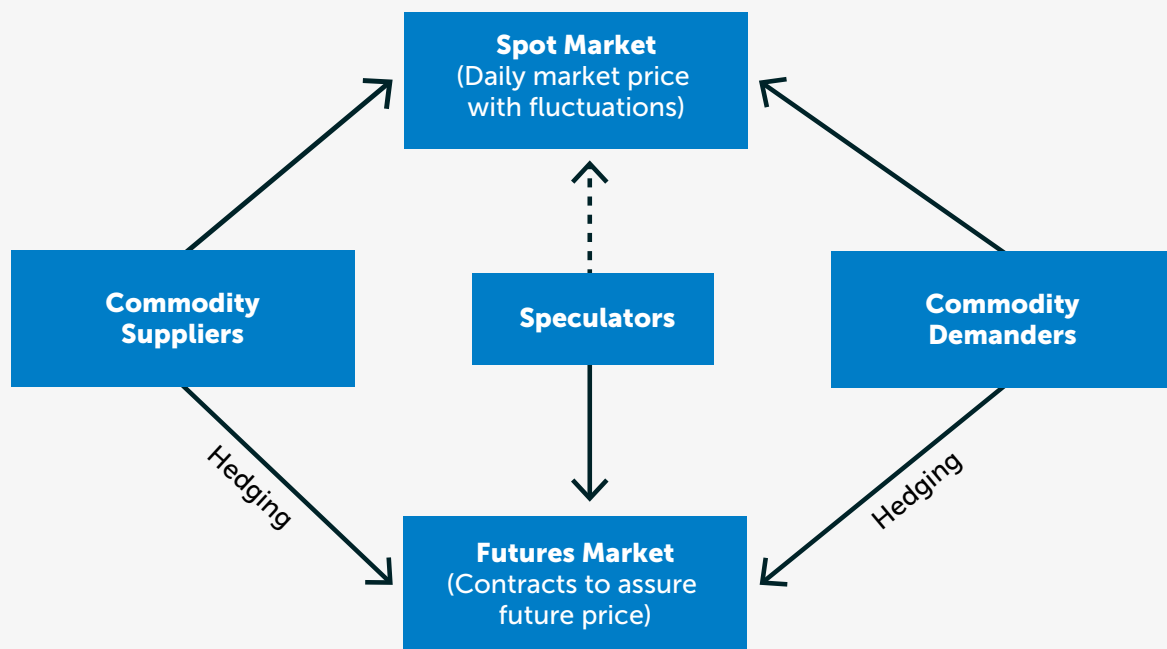 Spot Market
(Daily market price
with fluctuations)
Commodity
Suppliers
Speculators
Commodity
Demanders
Hedging
Hedging
Futures Market
(Contracts to assure
future price)